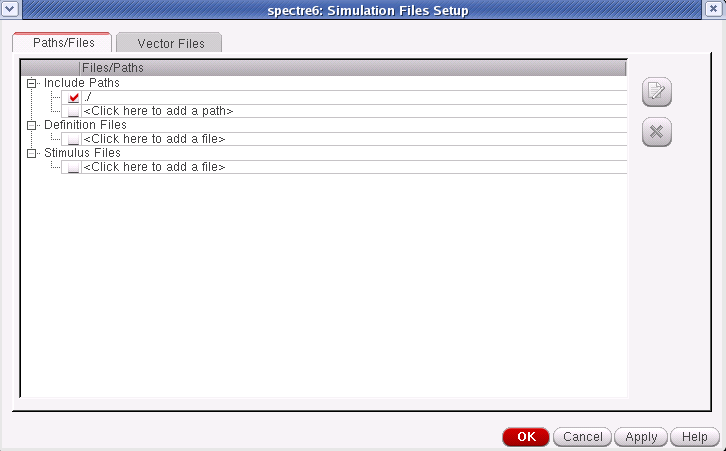 spectre6: Simulation Files Setup
Paths/Files Vector Files
Files/Paths
Include Paths
./
<Click here to add a path>
Definition Files
<Click here to add a file>
Stimulus Files
<Click here to add a file>
OK Cancel Apply Help